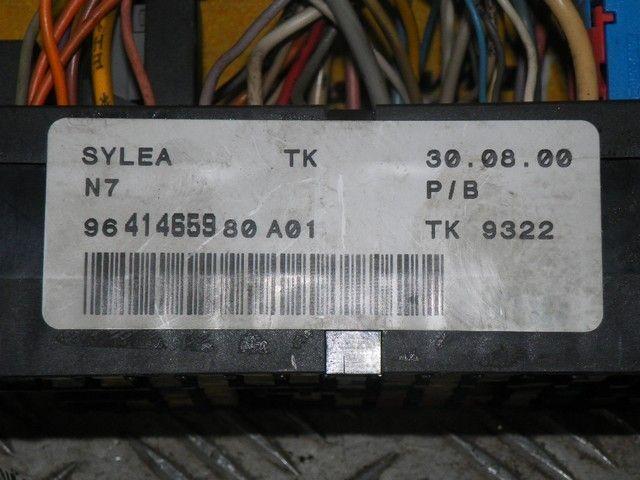 SYLEA TK 30.08.00
N7 P/B
96 414659 80 A01 TK 9322